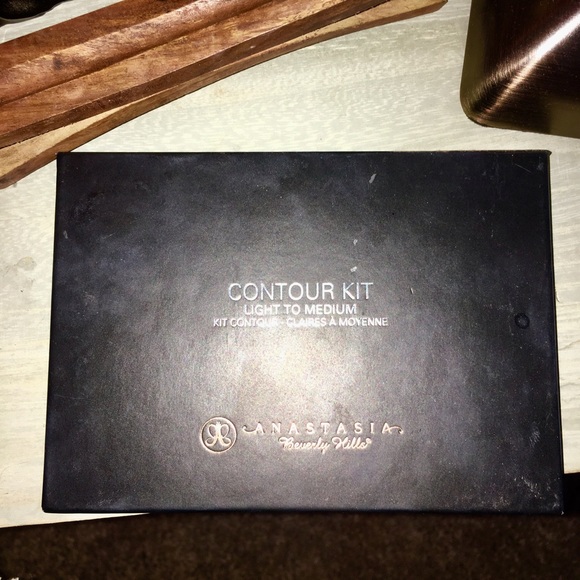 CONTOUR KIT
LIGHT TO MEDIUM
KIT CONTOUR - CLAIRES À MOYENNE
ANASTASIA
Beverly Hills